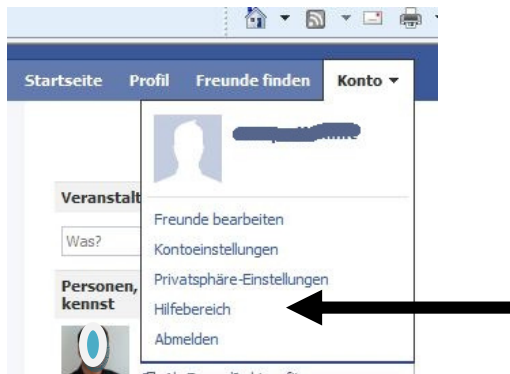 Startseite Profil Freunde finden Konto
Veranstalt
Was?
Personen,
kennst
Freunde bearbeiten
Kontoeinstellungen
Privatsphäre-Einstellungen
Hilfebereich
Abmelden